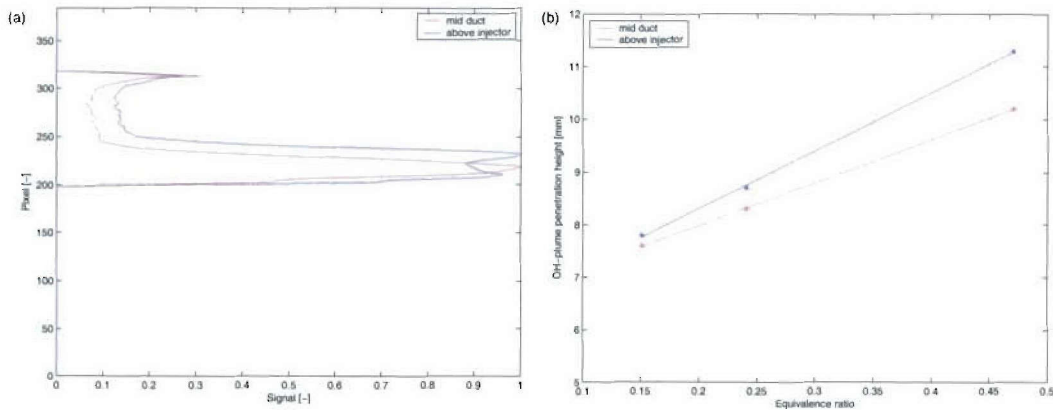 (a)
mid duct
above injector
350
300
250
200
150
100
50
0
Pixel [-]
0 0.1 0.2 0.3 0.4 0.5 0.6 0.7 0.8 0.9 1
Signal [-]
(b)
mid duct
above injector
12
11
10
9
8
7
6
5
OH-plume penetration height [mm]
0.1 0.15 0.2 0.25 0.3 0.35 0.4 0.45 0.5
Equivalence ratio